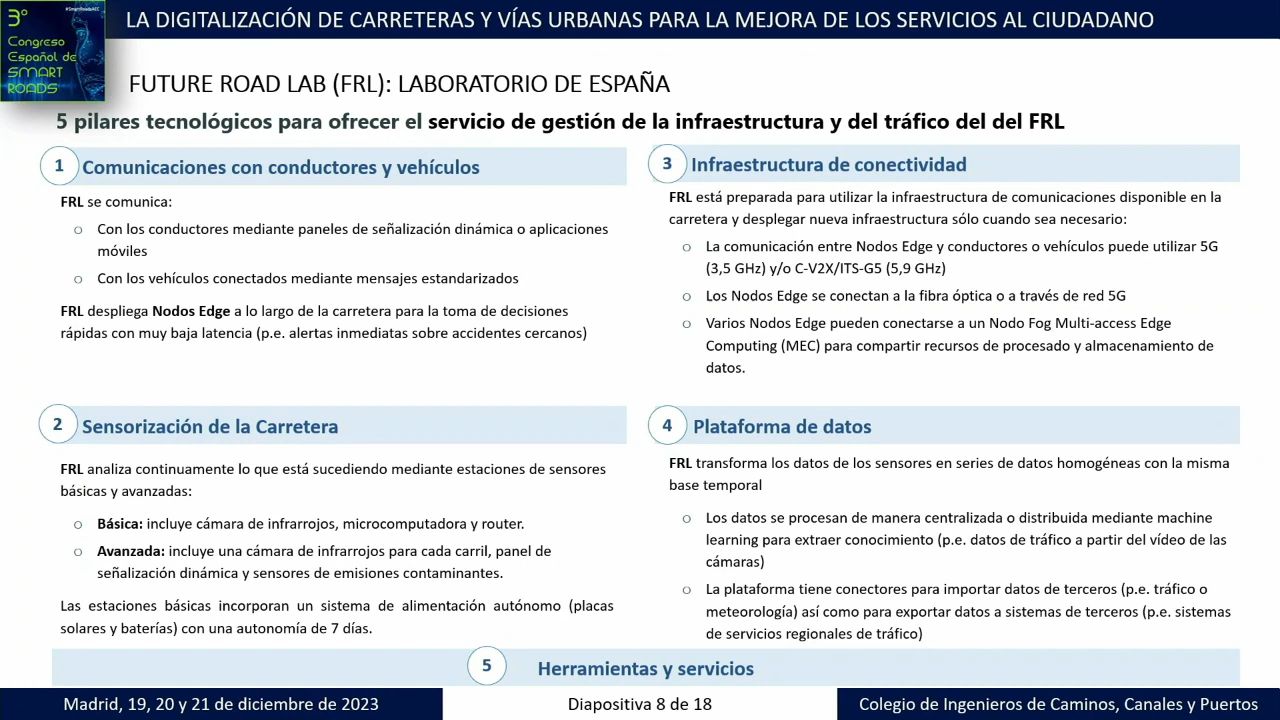 3º
Congreso
Español de
SMART
ROADS
#SmartRoadsAEC
LA DIGITALIZACIÓN DE CARRETERAS Y VÍAS URBANAS PARA LA MEJORA DE LOS SERVICIOS AL CIUDADANO
FUTURE ROAD LAB (FRL): LABORATORIO DE ESPAÑA
5 pilares tecnológicos para ofrecer el servicio de gestión de la infraestructura y del tráfico del del FRL
1 Comunicaciones con conductores y vehículos
FRL se comunica:
o Con los conductores mediante paneles de señalización dinámica o aplicaciones
móviles
o Con los vehículos conectados mediante mensajes estandarizados
FRL despliega Nodos Edge a lo largo de la carretera para la toma de decisiones
rápidas con muy baja latencia (p.e. alertas inmediatas sobre accidentes cercanos)
2 Sensorización de la Carretera
FRL analiza continuamente lo que está sucediendo mediante estaciones de sensores
básicas y avanzadas:
o Básica: incluye cámara de infrarrojos, microcomputadora y router.
o Avanzada: incluye una cámara de infrarrojos para cada carril, panel de
señalización dinámica y sensores de emisiones contaminantes.
Las estaciones básicas incorporan un sistema de alimentación autónomo (placas
solares y baterías) con una autonomía de 7 días.
3 Infraestructura de conectividad
FRL está preparada para utilizar la infraestructura de comunicaciones disponible en la
carretera y desplegar nueva infraestructura sólo cuando sea necesario:
o La comunicación entre Nodos Edge y conductores o vehículos puede utilizar 5G
(3,5 GHz) y/o C-V2X/ITS-G5 (5,9 GHz)
o Los Nodos Edge se conectan a la fibra óptica o a través de red 5G
o Varios Nodos Edge pueden conectarse a un Nodo Fog Multi-access Edge
Computing (MEC) para compartir recursos de procesado y almacenamiento de
datos.
4 Plataforma de datos
FRL transforma los datos de los sensores en series de datos homogéneas con la misma
base temporal
o Los datos se procesan de manera centralizada o distribuida mediante machine
learning para extraer conocimiento (p.e. datos de tráfico a partir del vídeo de las
cámaras)
o La plataforma tiene conectores para importar datos de terceros (p.e. tráfico o
meteorología) así como para exportar datos a sistemas de terceros (p.e. sistemas
de servicios regionales de tráfico)
5 Herramientas y servicios
Madrid, 19, 20 y 21 de diciembre de 2023
Diapositiva 8 de 18
Colegio de Ingenieros de Caminos, Canales y Puertos